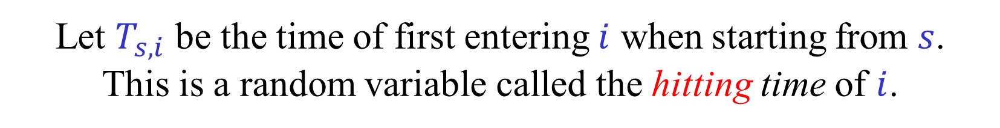 Let T_{s,i} be the time of first entering i when starting from s.
This is a random variable called the hitting time of i.